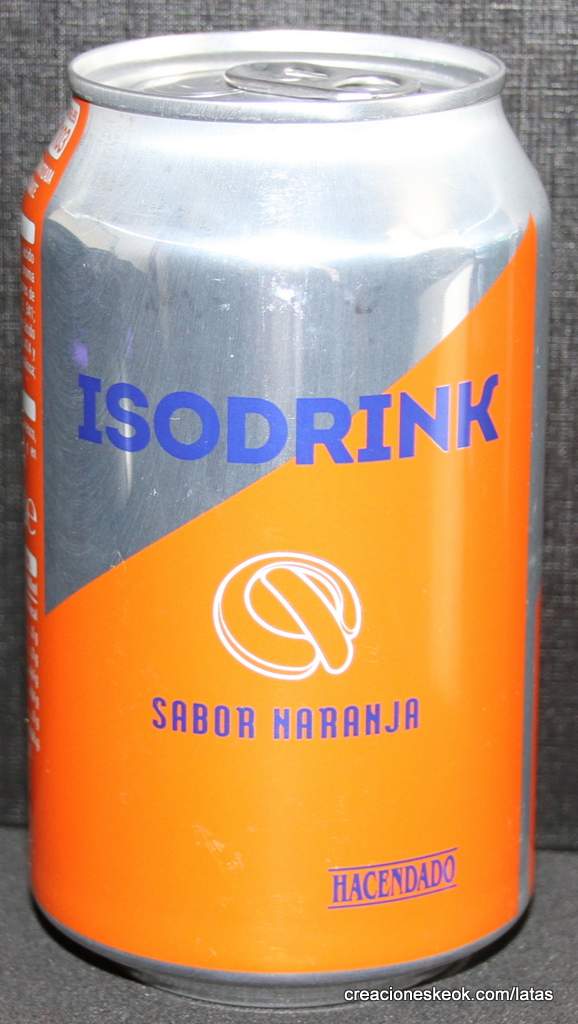 ISODRINK
SABOR NARANJA
HACENDADO
creacioneskeok.com/latas